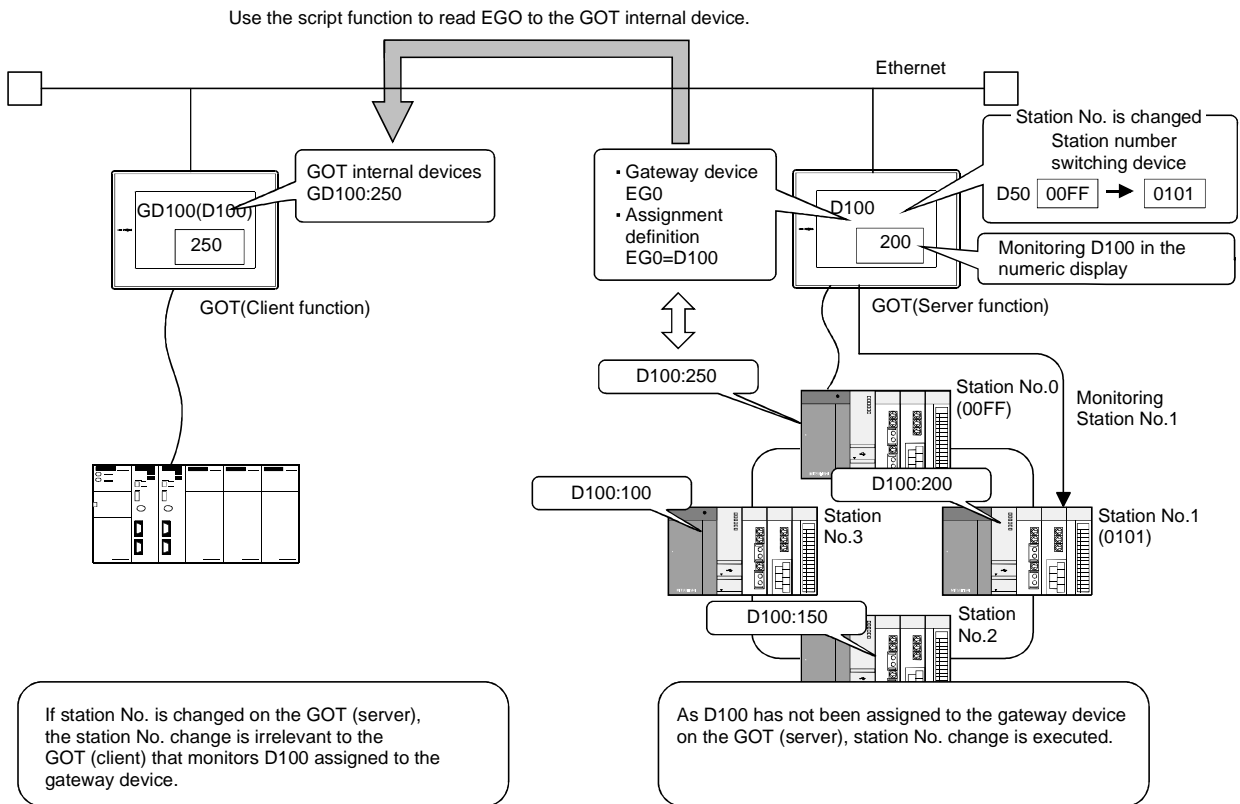 Use the script function to read EGO to the GOT internal device.
Ethernet
Station No. is changed
Station number
switching device
D50 00FF 0101
GOT internal devices
GD100:250
GD100(D100)
250
GOT(Client function)
・Gateway device
EG0
・Assignment
definition
EG0=D100
D100
200
Monitoring D100 in the
numeric display
GOT(Server function)
D100:250
Station No.0
(00FF)
Monitoring
Station No.1
D100:100
Station
No.3
D100:200
Station No.1
(0101)
D100:150
Station
No.2
If station No. is changed on the GOT (server),
the station No. change is irrelevant to the
GOT (client) that monitors D100 assigned to the
gateway device.
As D100 has not been assigned to the gateway device
on the GOT (server), station No. change is executed.